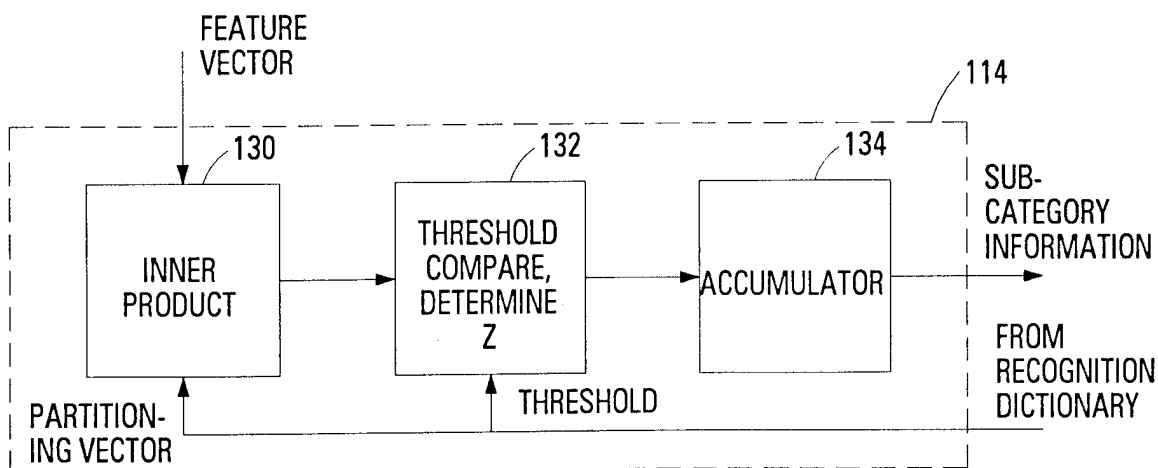 FEATURE
VECTOR
114
130
132
134
INNER
PRODUCT
THRESHOLD
COMPARE,
DETERMINE
Z
ACCUMULATOR
SUB-
CATEGORY
INFORMATION
PARTITION-
ING VECTOR
THRESHOLD
FROM
RECOGNITION
DICTIONARY